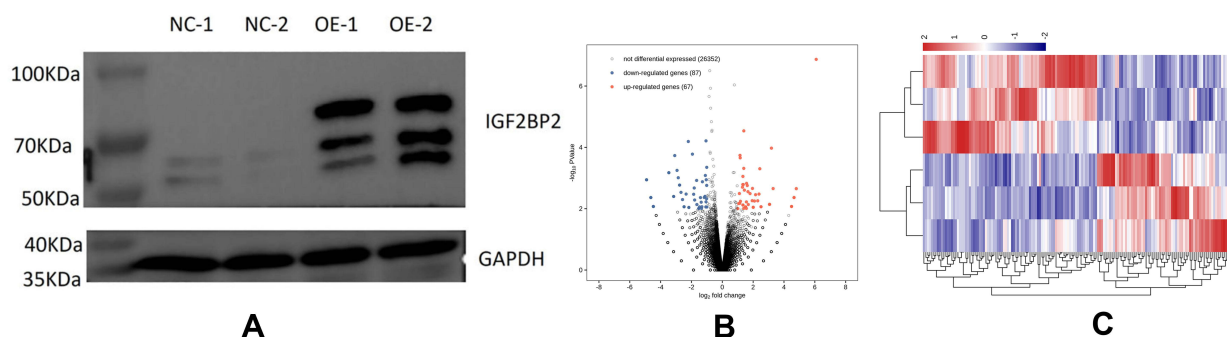 NC-1 NC-2 OE-1 OE-2
100KDa
70KDa
50KDa
40KDa
35KDa
IGF2BP2
GAPDH
A
not differential expressed (26352)
down-regulated genes (87)
up-regulated genes (67)
-log₁₀ PValue
6
4
2
0
-8 -6 -4 -2 0 2 4 6 8
log₂ fold change
B
2 1 0 -1 -2
C